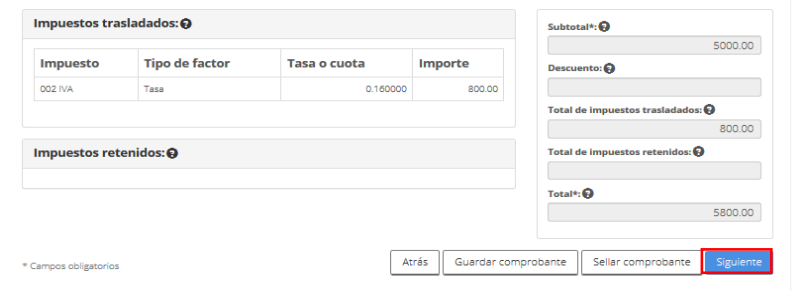 Impuestos trasladados:
Impuesto Tipo de factor Tasa o cuota Importe
002 IVA Tasa 0.160000 800.00
Impuestos retenidos:
Subtotal*:
5000.00
Descuento:
Total de impuestos trasladados:
800.00
Total de impuestos retenidos:
Total*:
5800.00
* Campos obligatorios
Atrás Guardar comprobante Sellar comprobante Siguiente